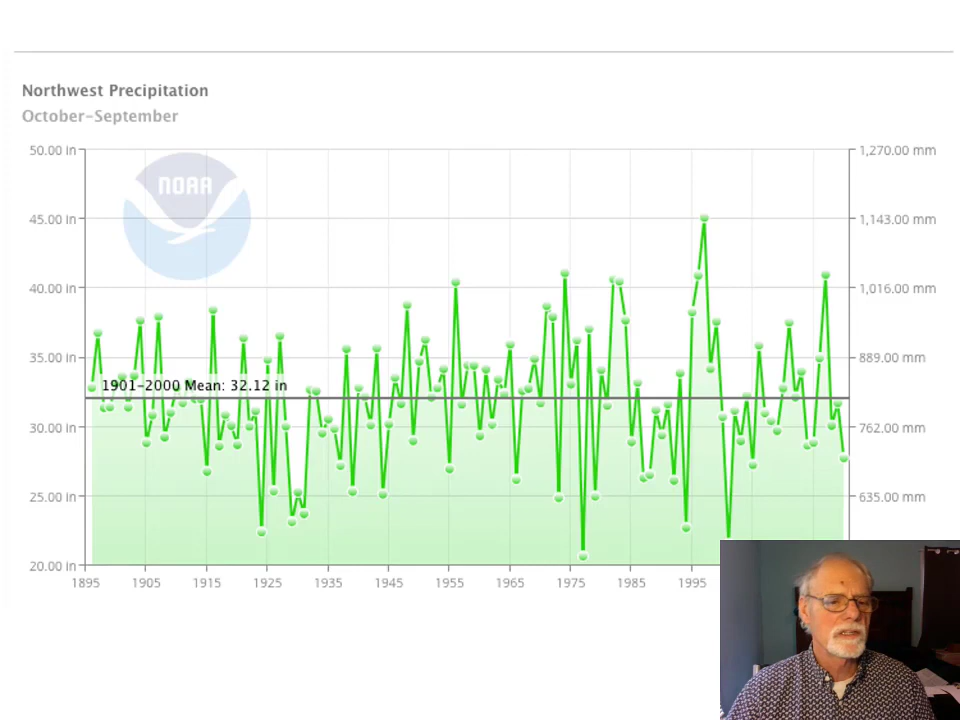 Northwest Precipitation
October-September
50.00 in
1,270.00 mm
NOAA
45.00 in
1,143.00 mm
40.00 in
1,016.00 mm
35.00 in
889.00 mm
1901-2000 Mean: 32.12 in
30.00 in
762.00 mm
25.00 in
635.00 mm
20.00 in
1895 1905 1915 1925 1935 1945 1955 1965 1975 1985 1995